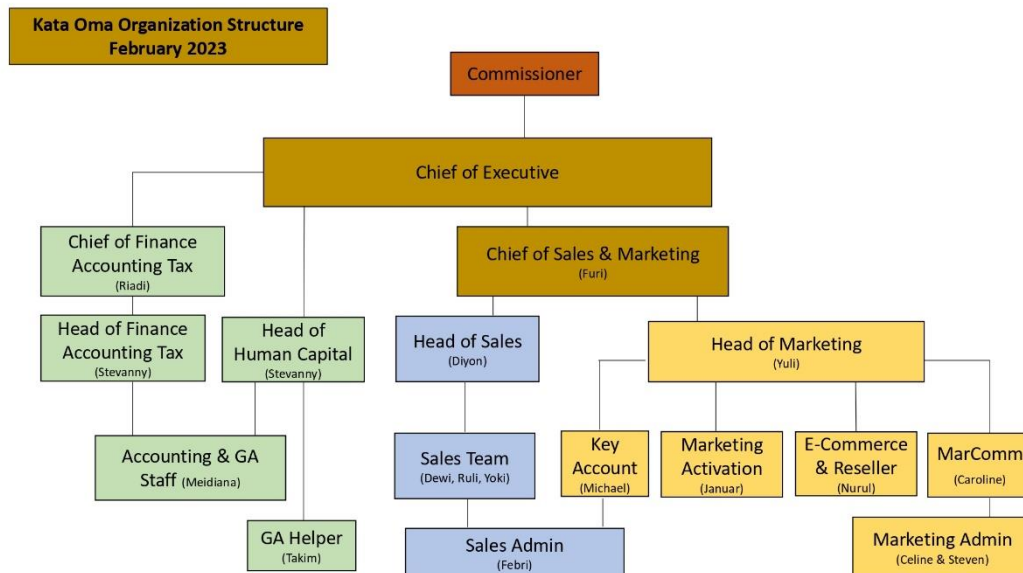 Kata Oma Organization Structure
February 2023
Commissioner
Chief of Executive
Chief of Finance
Accounting Tax
(Riadi)
Chief of Sales & Marketing
(Furi)
Head of Finance
Accounting Tax
(Stevanny)
Head of
Human Capital
(Stevanny)
Head of Sales
(Diyon)
Head of Marketing
(Yuli)
Accounting & GA
Staff (Meidiana)
Sales Team
(Dewi, Ruli, Yoki)
Key
Account
(Michael)
Marketing
Activation
(Januar)
E-Commerce
& Reseller
(Nurul)
MarComm
(Caroline)
GA Helper
(Takim)
Sales Admin
(Febri)
Marketing Admin
(Celine & Steven)